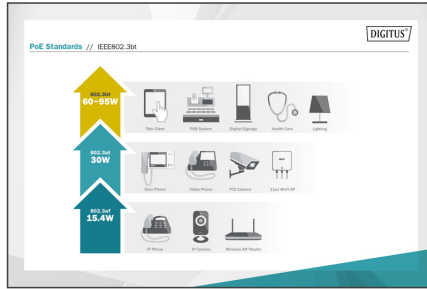 DIGITUS®
PoE Standards // IEEE802.3bt
802.3bt
60~95W
Thin Client
POS System
Digital Signage
Health Care
Lighting
802.3at
30W
Door Phone
Video Phone
PTZ Camera
11ac Wi-Fi AP
802.3af
15.4W
IP Phone
IP Camera
Wireless AP/ Router